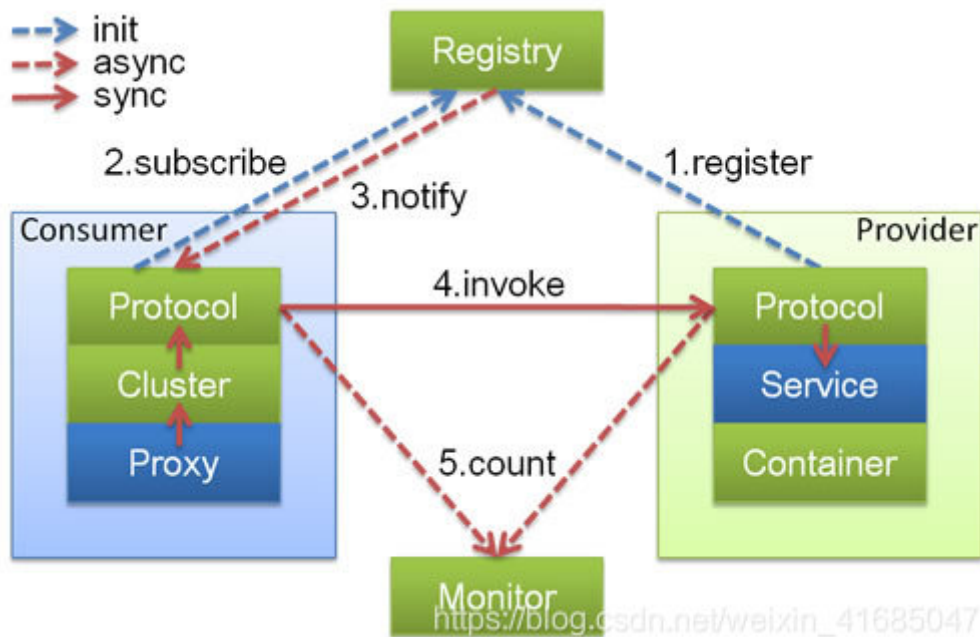 init
async
sync
Registry
2.subscribe
1.register
3.notify
Consumer
Provider
Protocol
4.invoke
Protocol
Cluster
Service
Proxy
5.count
Container
Monitor
https://blog.csdn.net/weixin_41685047